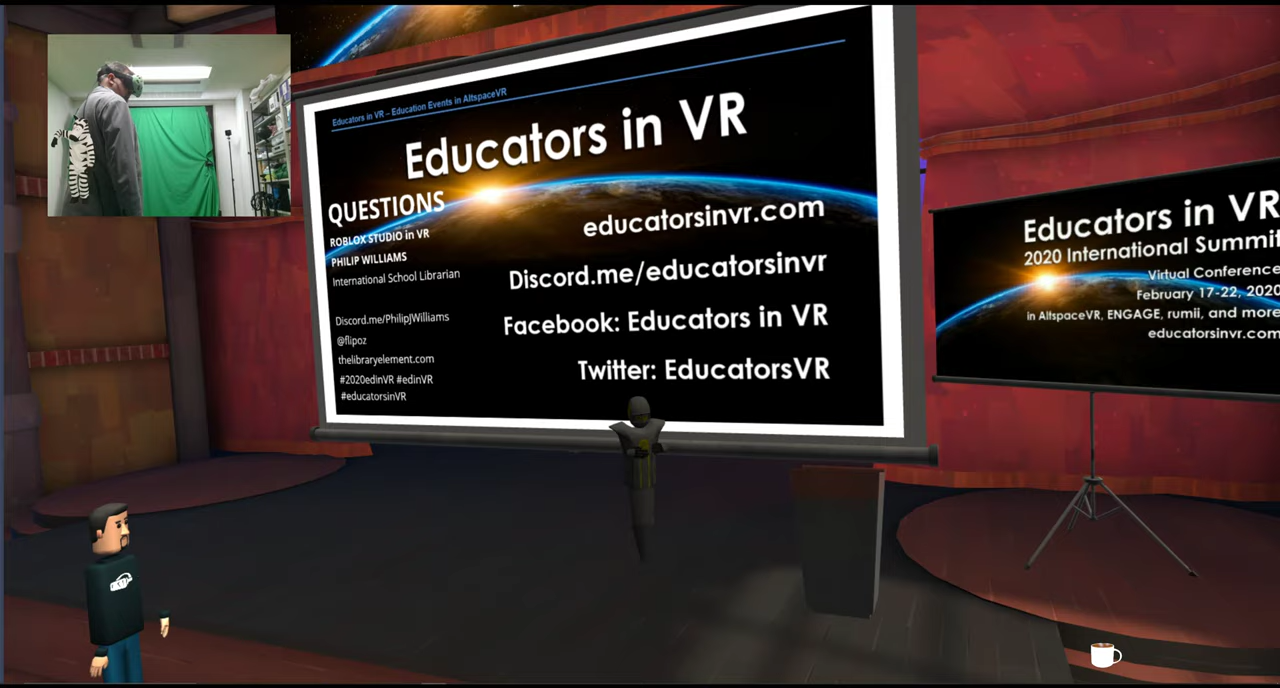 Educators in VR – Education Events in AltspaceVR
Educators in VR
QUESTIONS
ROBLOX STUDIO in VR
PHILIP WILLIAMS
International School Librarian
Discord.me/PhilipJWilliams
@flipoz
thelibraryelement.com
#2020edinVR #edinVR
#educatorsinVR
educatorsinvr.com
Discord.me/educatorsinvr
Facebook: Educators in VR
Twitter: EducatorsVR
Educators in VR
2020 International Summit
Virtual Conference
February 17-22, 2020
in AltspaceVR, ENGAGE, rumii, and more
educatorsinvr.com